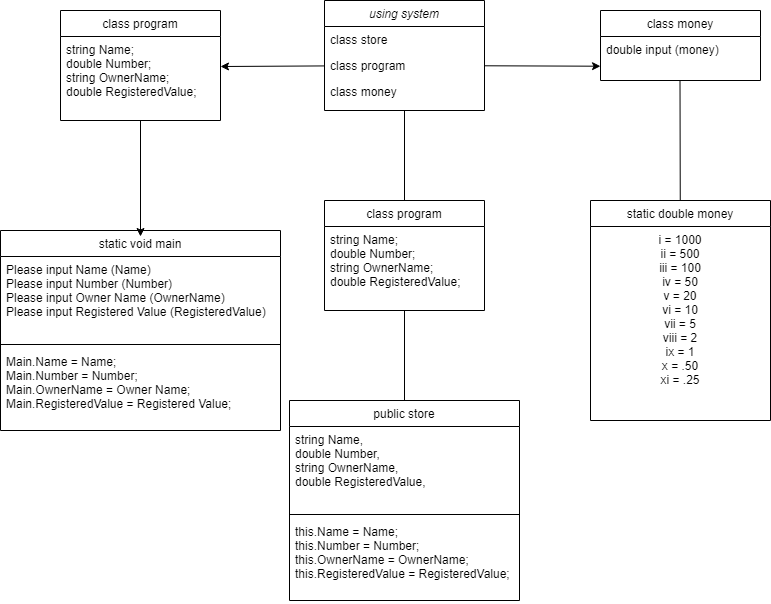 class program
string Name;
double Number;
string OwnerName;
double RegisteredValue;
using system
class store
class program
class money
class money
double input (money)
static void main
Please input Name (Name)
Please input Number (Number)
Please input Owner Name (OwnerName)
Please input Registered Value (RegisteredValue)
Main.Name = Name;
Main.Number = Number;
Main.OwnerName = Owner Name;
Main.RegisteredValue = Registered Value;
class program
string Name;
double Number;
string OwnerName;
double RegisteredValue;
static double money
i = 1000
ii = 500
iii = 100
iv = 50
v = 20
vi = 10
vii = 5
viii = 2
ix = 1
x = .50
xi = .25
public store
string Name,
double Number,
string OwnerName,
double RegisteredValue,
this.Name = Name;
this.Number = Number;
this.OwnerName = OwnerName;
this.RegisteredValue = RegisteredValue;